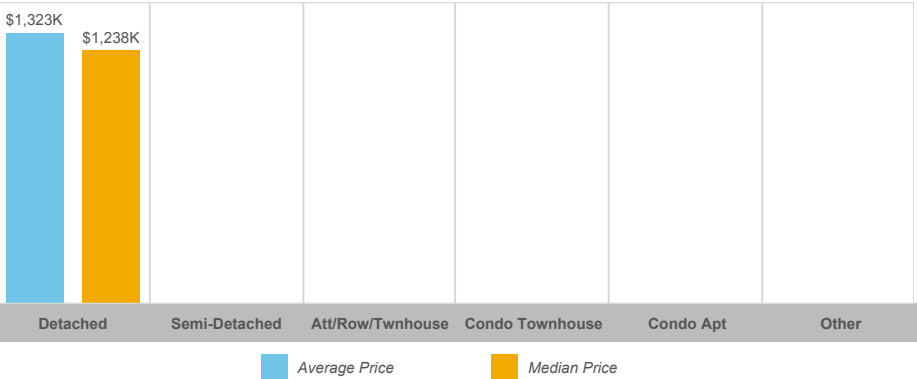 $1,323K
$1,238K
Detached Semi-Detached Att/Row/Twnhouse Condo Townhouse Condo Apt Other
Average Price Median Price